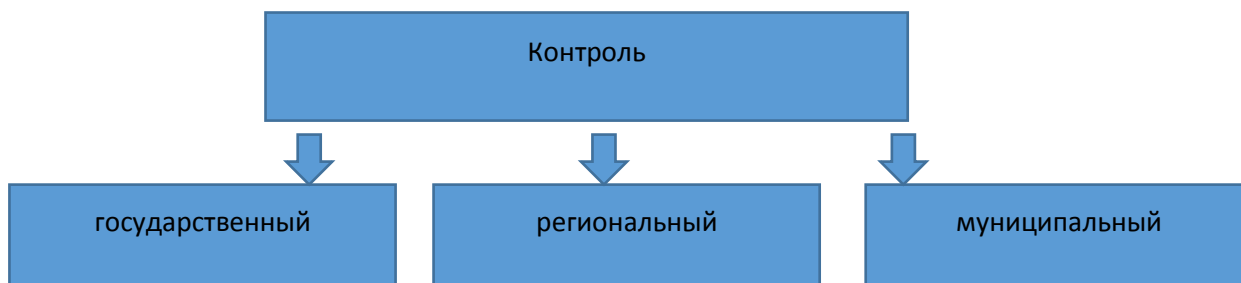 Контроль
государственный
региональный
муниципальный